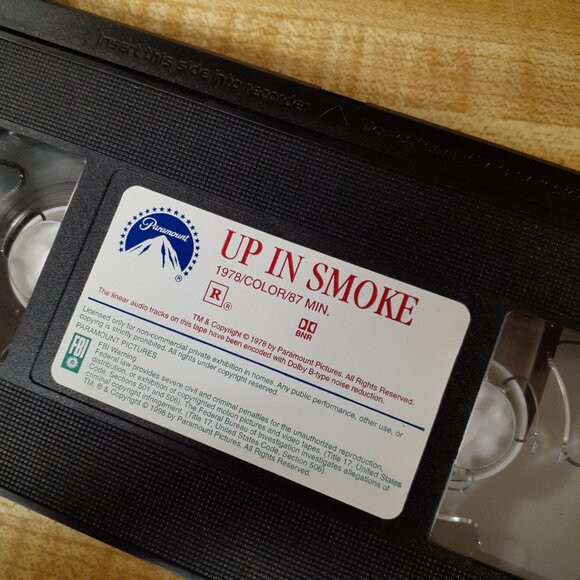 Insert this side into recorder
Paramount
®
UP IN SMOKE
1978/COLOR/87 MIN.
R ®
BNR
TM & Copyright © 1978 by Paramount Pictures. All Rights Reserved.
The linear audio tracks on this tape have been encoded with Dolby B-type noise reduction.
Licensed only for non-commercial private exhibition in homes. Any public performance, other use, or
copying is strictly prohibited. All rights under copyright reserved.
PARAMOUNT PICTURES
FBI
FBI Warning
Federal law provides severe civil and criminal penalties for the unauthorized reproduction,
distribution, or exhibition of copyrighted motion pictures and video tapes. (Title 17, United States
Code, Sections 501 and 506). The Federal Bureau of Investigation investigates allegations of
criminal copyright infringement. (Title 17, United States Code, Section 506).
TM, ® & Copyright © 1998 by Paramount Pictures. All Rights Reserved.